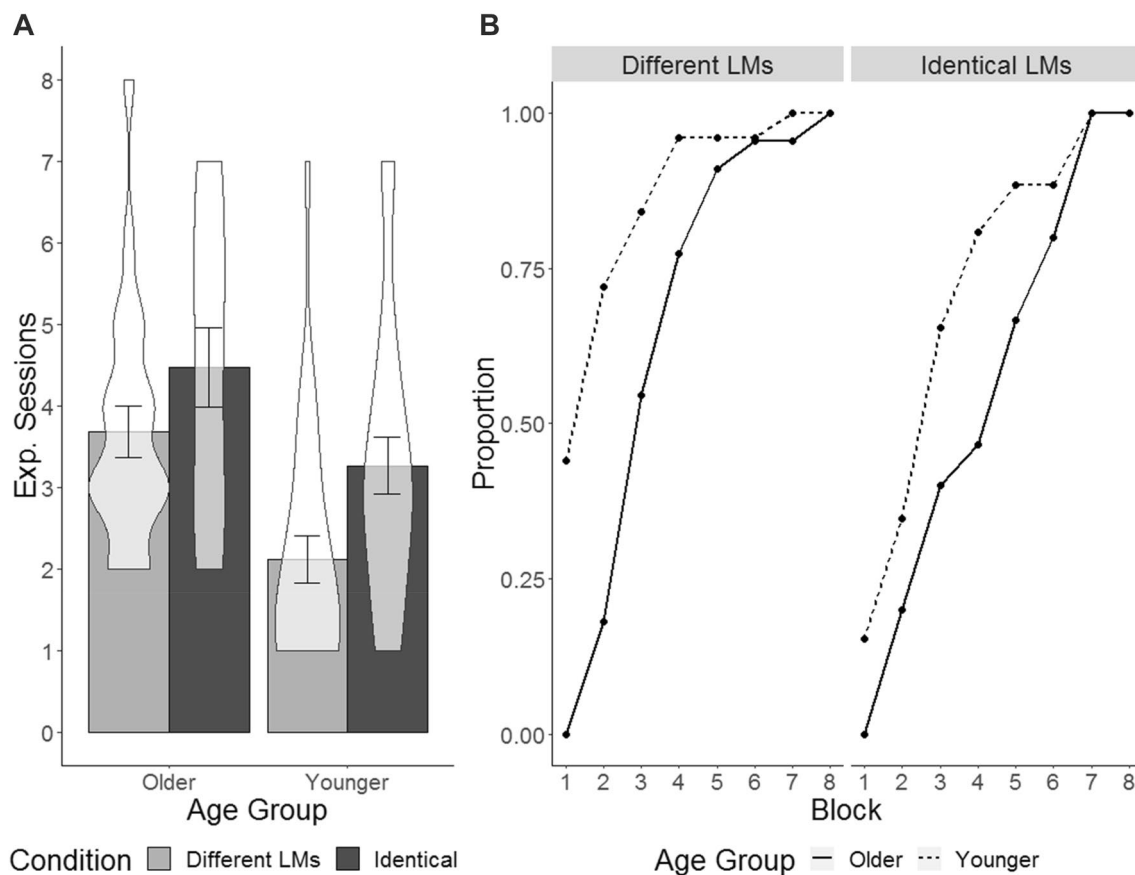 A
8
7
6
5
4
3
2
1
0
Exp. Sessions
Older Younger
Age Group
Condition Different LMs Identical
B
Different LMs Identical LMs
1.00
0.75
0.50
0.25
0.00
Proportion
1 2 3 4 5 6 7 8 1 2 3 4 5 6 7 8
Block
Age Group Older Younger